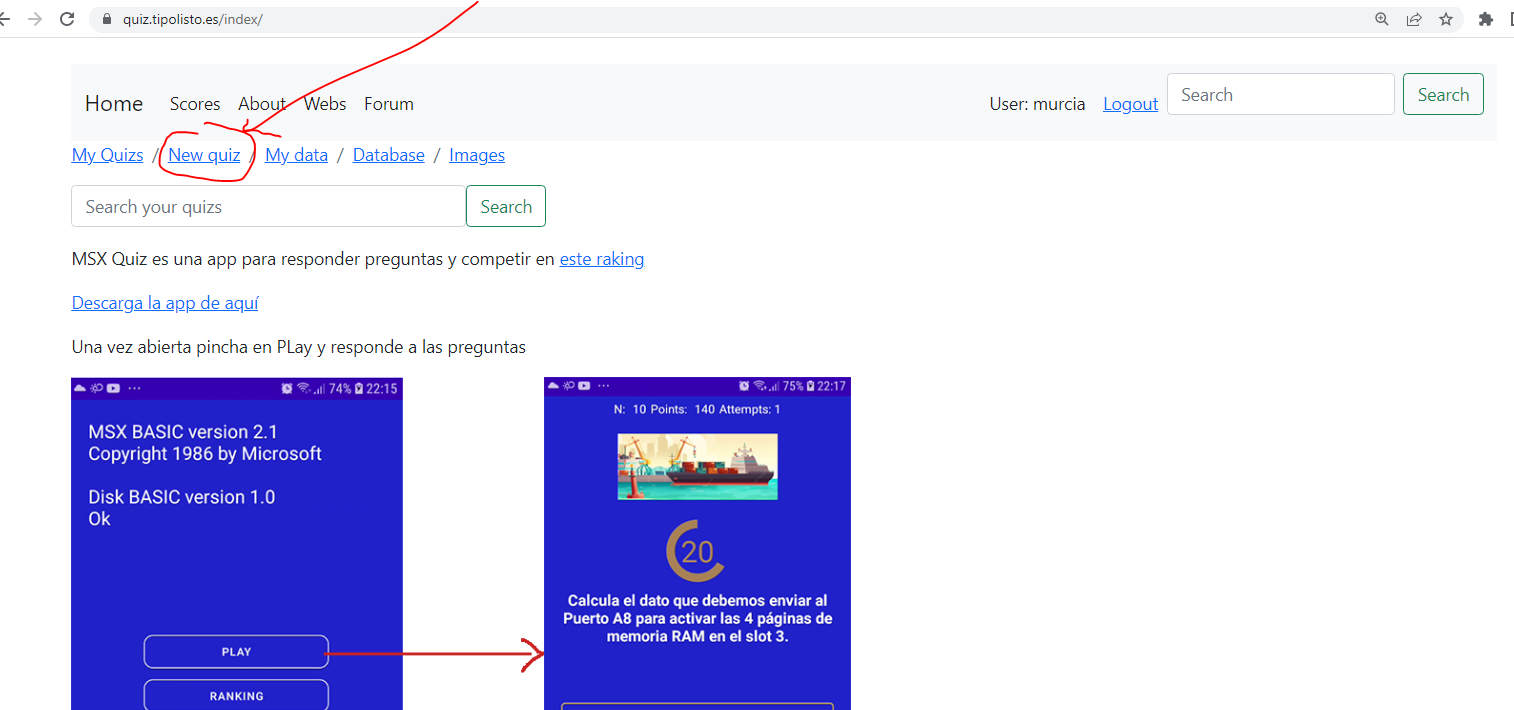 quiz.tipolisto.es/index/
Home Scores About Webs Forum User: murcia Logout Search Search
My Quizs / New quiz / My data / Database / Images
Search your quizs Search
MSX Quiz es una app para responder preguntas y competir en este raking
Descarga la app de aquí
Una vez abierta pincha en PLay y responde a las preguntas
74% 22:15
MSX BASIC version 2.1
Copyright 1986 by Microsoft
Disk BASIC version 1.0
Ok
PLAY
RANKING
75% 22:17
N: 10 Points: 140 Attempts: 1
20
Calcula el dato que debemos enviar al
Puerto A8 para activar las 4 páginas de
memoria RAM en el slot 3.